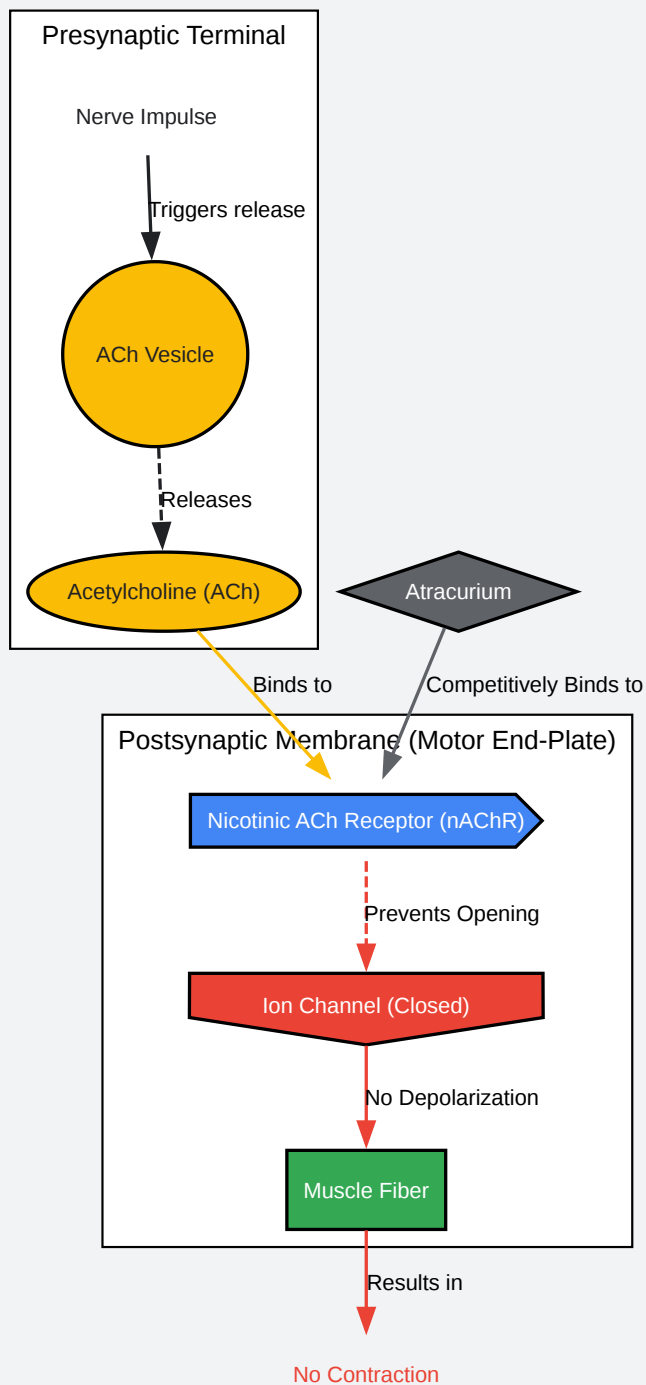 Presynaptic Terminal
Nerve Impulse
Triggers release
ACh Vesicle
Releases
Acetylcholine (ACh)
Atracurium
Binds to
Competitively Binds to
Postsynaptic Membrane (Motor End-Plate)
Nicotinic ACh Receptor (nAChR)
Prevents Opening
Ion Channel (Closed)
No Depolarization
Muscle Fiber
Results in
No Contraction